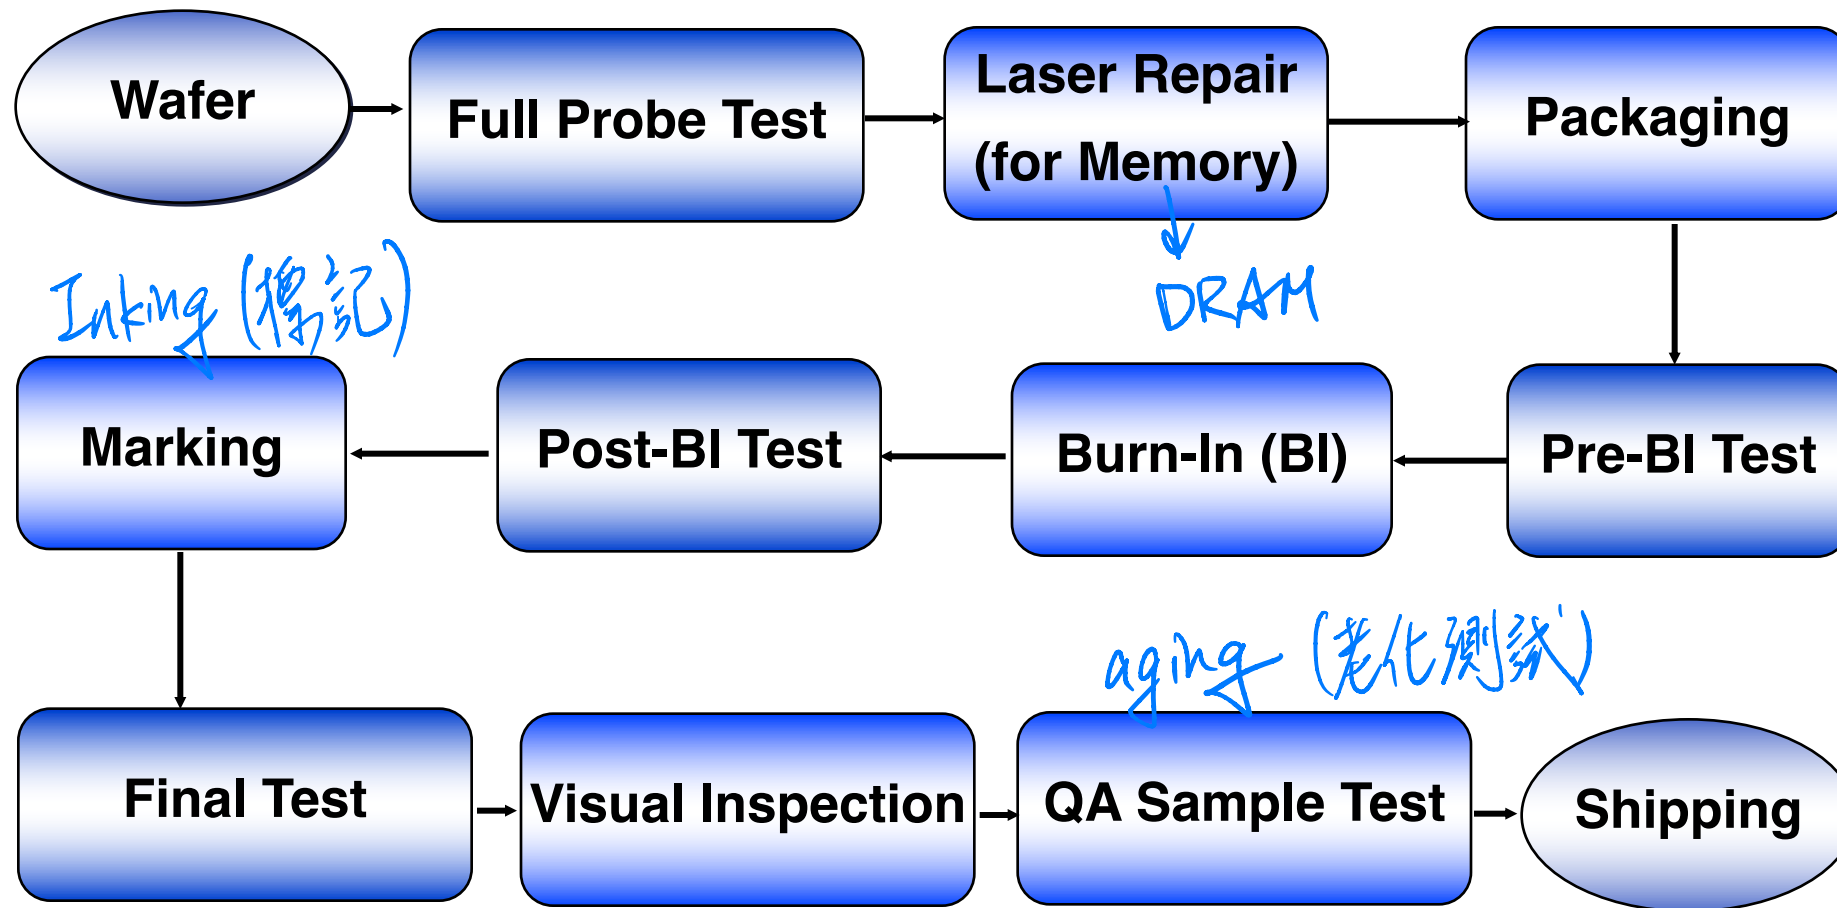 Wafer
Full Probe Test
Laser Repair
(for Memory)
Packaging
DRAM
Inking (標記)
Marking
Post-BI Test
Burn-In (BI)
Pre-BI Test
aging (老化測試)
Final Test
Visual Inspection
QA Sample Test
Shipping